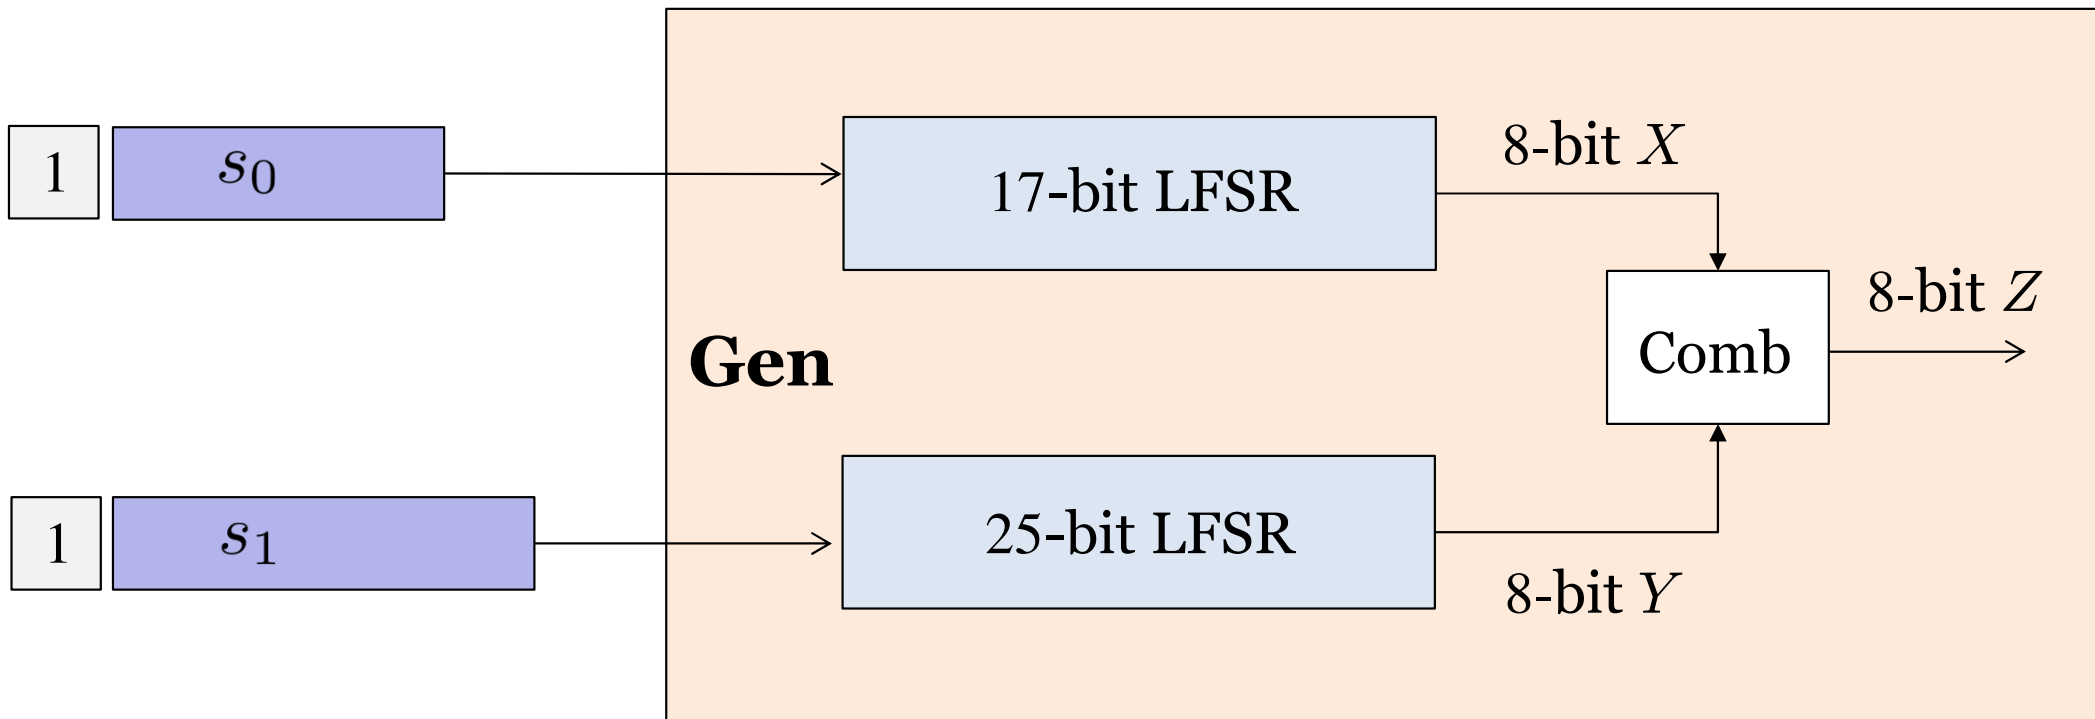 8-bit X
1
s₀
17-bit LFSR
8-bit Z
Gen
Comb
1
s₁
25-bit LFSR
8-bit Y